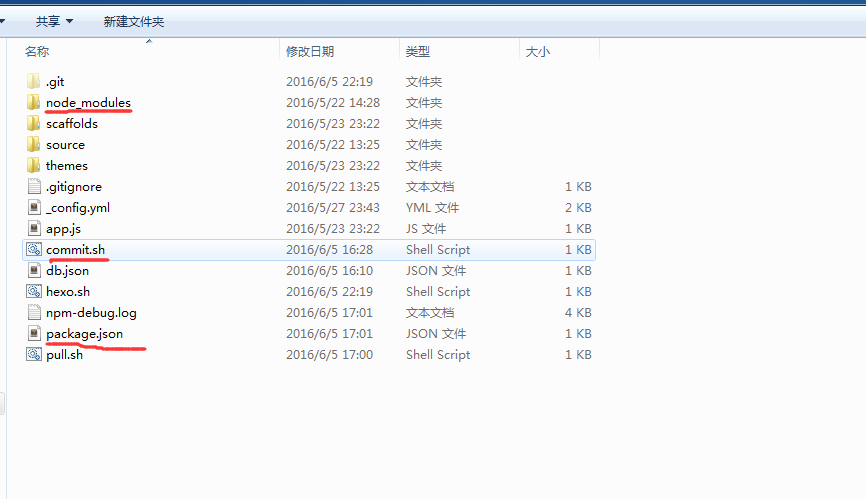 共享 新建文件夹
名称 修改日期 类型 大小
.git 2016/6/5 22:19 文件夹
node_modules 2016/5/22 14:28 文件夹
scaffolds 2016/5/23 23:22 文件夹
source 2016/5/22 13:25 文件夹
themes 2016/5/23 23:22 文件夹
.gitignore 2016/5/22 13:25 文本文档 1 KB
_config.yml 2016/5/27 23:43 YML 文件 2 KB
app.js 2016/5/23 23:22 JS 文件 1 KB
commit.sh 2016/6/5 16:28 Shell Script 1 KB
db.json 2016/6/5 16:10 JSON 文件 1 KB
hexo.sh 2016/6/5 22:19 Shell Script 1 KB
npm-debug.log 2016/6/5 17:01 文本文档 4 KB
package.json 2016/6/5 17:01 JSON 文件 1 KB
pull.sh 2016/6/5 17:00 Shell Script 1 KB